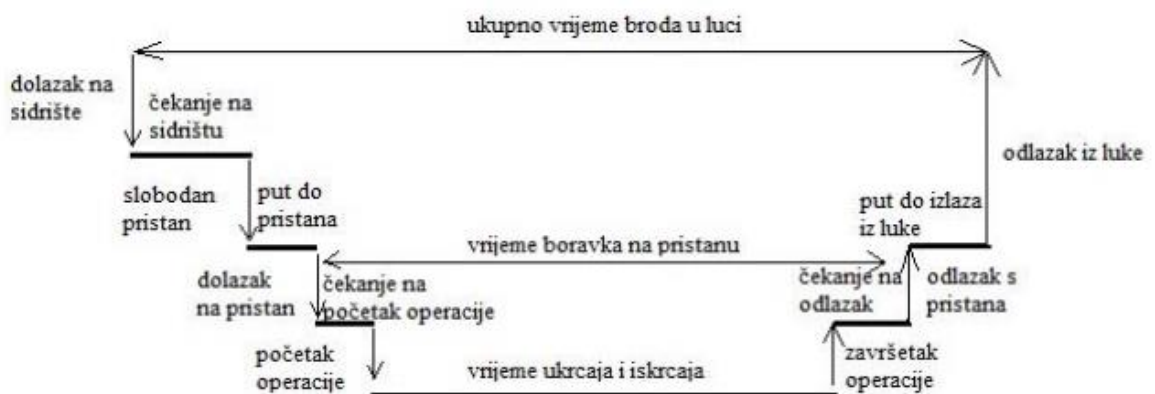 ukupno vrijeme broda u luci
dolazak na
sidrište
čekanje na
sidrištu
odlazak iz luke
slobodan
pristan
put do
pristana
put do izlaza
iz luke
vrijeme boravka na pristanu
dolazak
na pristan
čekanje na
početak operacije
čekanje na
odlazak
odlazak s
pristana
početak
operacije
vrijeme ukrcaja i iskrcaja
završetak
operacije